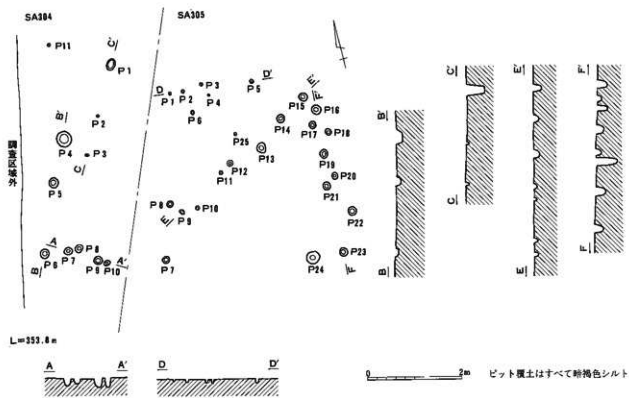 SA304
SA305
P11
C'
P1
P2
B'
P4
P3
C
P5
A
P8
P6
P7
P9
P10
A'
B
調査区域外
D
P1
P2
P3
P4
P6
D'
P5
E'
P15
F'
P16
P14
P17
P18
P25
P13
P19
P12
P11
P20
P21
P8
P9
P10
E
P22
P7
P24
P23
F
B'
B
C'
C
E'
E
F'
F
L=353.8m
A A'
D D'
0 2m
ピット覆土はすべて暗褐色シルト